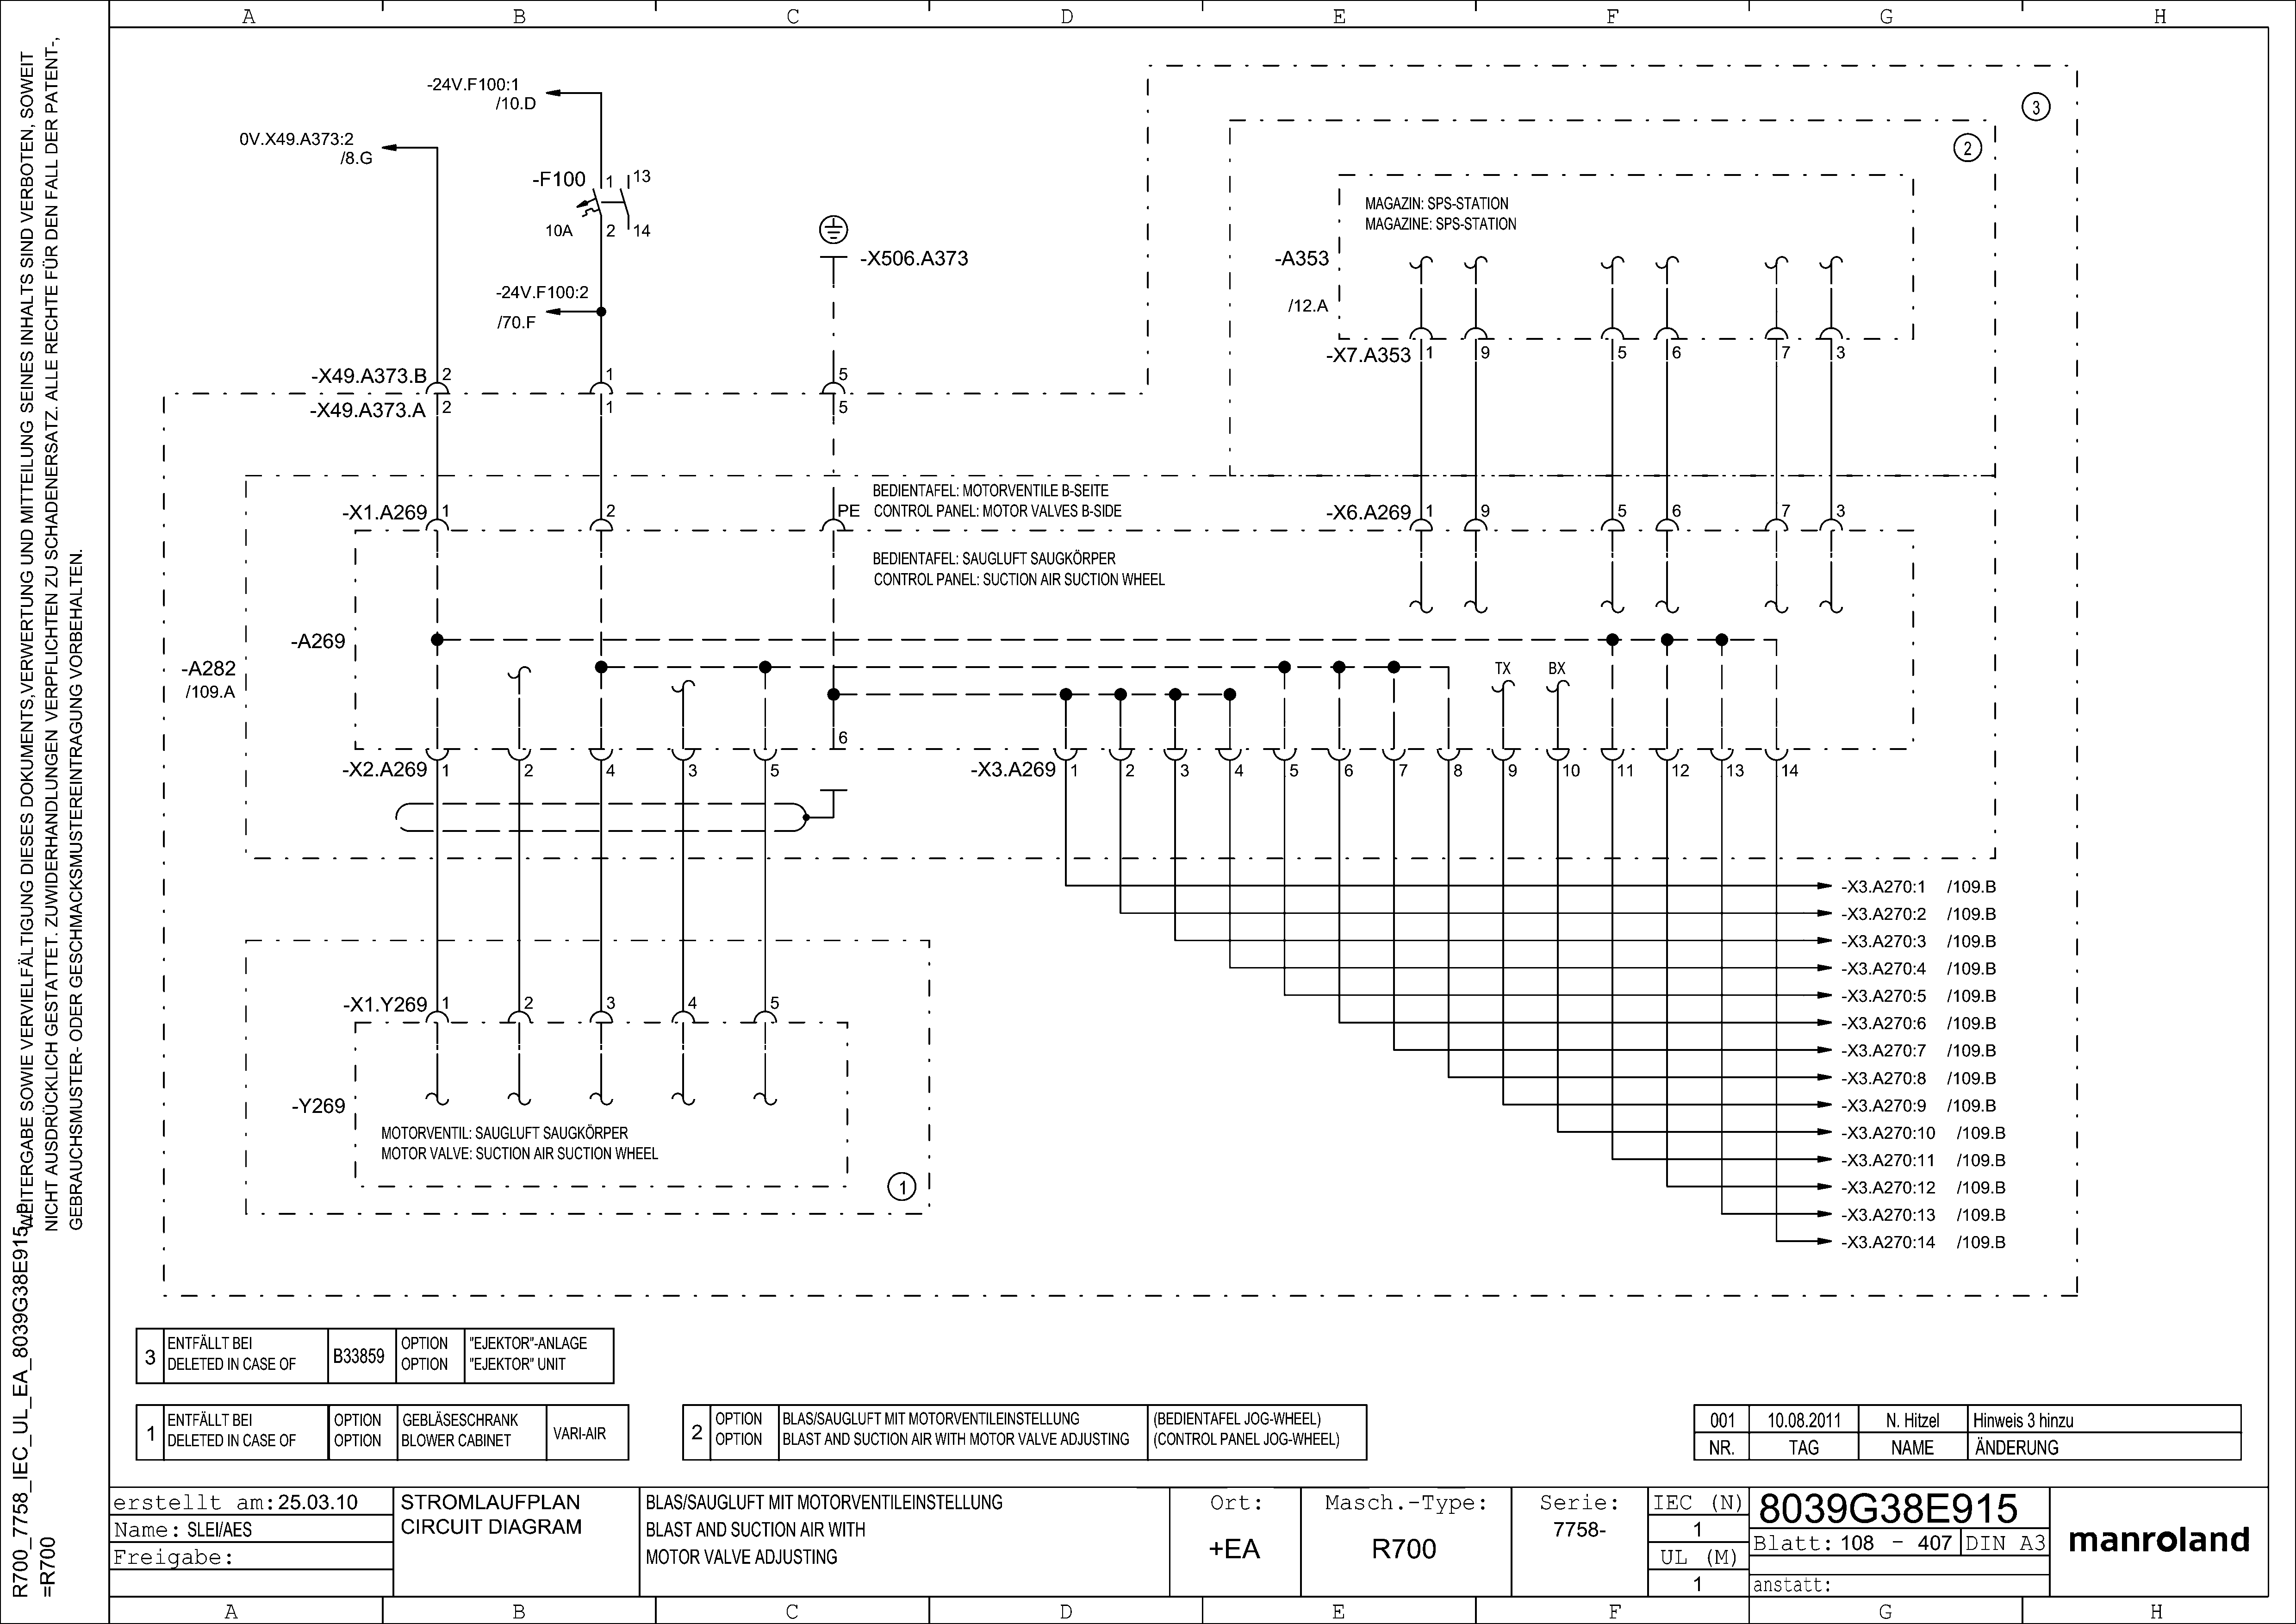 A B C D E F G H
WEITERGABE SOWIE VERVIELFÄLTIGUNG DIESES DOKUMENTS,VERWERTUNG UND MITTEILUNG SEINES INHALTS SIND VERBOTEN, SOWEIT
NICHT AUSDRÜCKLICH GESTATTET. ZUWIDERHANDLUNGEN VERPFLICHTEN ZU SCHADENERSATZ. ALLE RECHTE FÜR DEN FALL DER PATENT-,
GEBRAUCHSMUSTER- ODER GESCHMACKSMUSTEREINTRAGUNG VORBEHALTEN.
-24V.F100:1
/10.D
0V.X49.A373:2
/8.G
-F100 1 13
10A 2 14
-24V.F100:2
/70.F
-X506.A373
3
2
MAGAZIN: SPS-STATION
MAGAZINE: SPS-STATION
-A353
/12.A
-X7.A353 1 9 5 6 7 3
-X49.A373.B 2 1 5
-X49.A373.A 2 1 5
BEDIENTAFEL: MOTORVENTILE B-SEITE
CONTROL PANEL: MOTOR VALVES B-SIDE
-X1.A269 1 2 PE
-X6.A269 1 9 5 6 7 3
BEDIENTAFEL: SAUGLUFT SAUGKÖRPER
CONTROL PANEL: SUCTION AIR SUCTION WHEEL
-A269
-A282
/109.A
TX BX
6
-X2.A269 1 2 4 3 5
-X3.A269 1 2 3 4 5 6 7 8 9 10 11 12 13 14
-X3.A270:1 /109.B
-X3.A270:2 /109.B
-X3.A270:3 /109.B
-X3.A270:4 /109.B
-X3.A270:5 /109.B
-X3.A270:6 /109.B
-X3.A270:7 /109.B
-X3.A270:8 /109.B
-X3.A270:9 /109.B
-X3.A270:10 /109.B
-X3.A270:11 /109.B
-X3.A270:12 /109.B
-X3.A270:13 /109.B
-X3.A270:14 /109.B
-X1.Y269 1 2 3 4 5
-Y269
MOTORVENTIL: SAUGLUFT SAUGKÖRPER
MOTOR VALVE: SUCTION AIR SUCTION WHEEL
1
3 ENTFÄLLT BEI B33859 OPTION "EJEKTOR"-ANLAGE
DELETED IN CASE OF OPTION "EJEKTOR" UNIT
1 ENTFÄLLT BEI OPTION GEBLÄSESCHRANK VARI-AIR
DELETED IN CASE OF OPTION BLOWER CABINET
2 OPTION BLAS/SAUGLUFT MIT MOTORVENTILEINSTELLUNG (BEDIENTAFEL JOG-WHEEL)
OPTION BLAST AND SUCTION AIR WITH MOTOR VALVE ADJUSTING (CONTROL PANEL JOG-WHEEL)
001 10.08.2011 N. Hitzel Hinweis 3 hinzu
NR. TAG NAME ÄNDERUNG
erstellt am: 25.03.10
Name: SLEI/AES
Freigabe:
STROMLAUFPLAN
CIRCUIT DIAGRAM
BLAS/SAUGLUFT MIT MOTORVENTILEINSTELLUNG
BLAST AND SUCTION AIR WITH
MOTOR VALVE ADJUSTING
Ort:
+EA
Masch.-Type:
R700
Serie:
7758-
IEC (N)
1
UL (M)
1
8039G38E915
Blatt: 108 - 407 DIN A3
anstatt:
manroland
=R700
A B C D E F G H